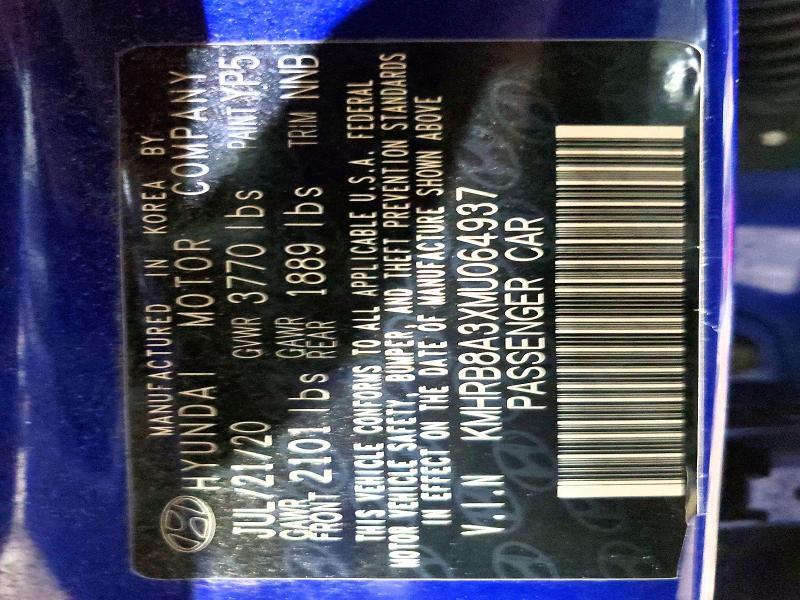 MANUFACTURED IN KOREA BY
HYUNDAI MOTOR COMPANY
JUL/21/20 GVWR 3770 lbs PAINT YP5
GAWR FRONT 2101 lbs GAWR REAR 1889 lbs TRIM NNB
THIS VEHICLE CONFORMS TO ALL APPLICABLE U.S.A. FEDERAL
MOTOR VEHICLE SAFETY, BUMPER, AND THEFT PREVENTION STANDARDS
IN EFFECT ON THE DATE OF MANUFACTURE SHOWN ABOVE
V.I.N KMHRB8A3XMU064937
PASSENGER CAR